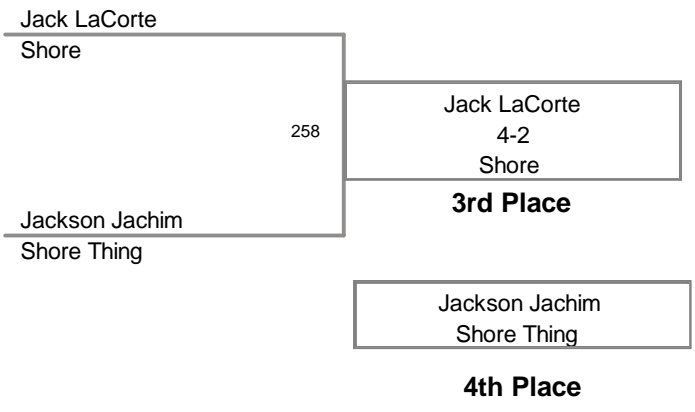 Jack LaCorte
Shore
258
Jack LaCorte
4-2
Shore
3rd Place
Jackson Jachim
Shore Thing
Jackson Jachim
Shore Thing
4th Place